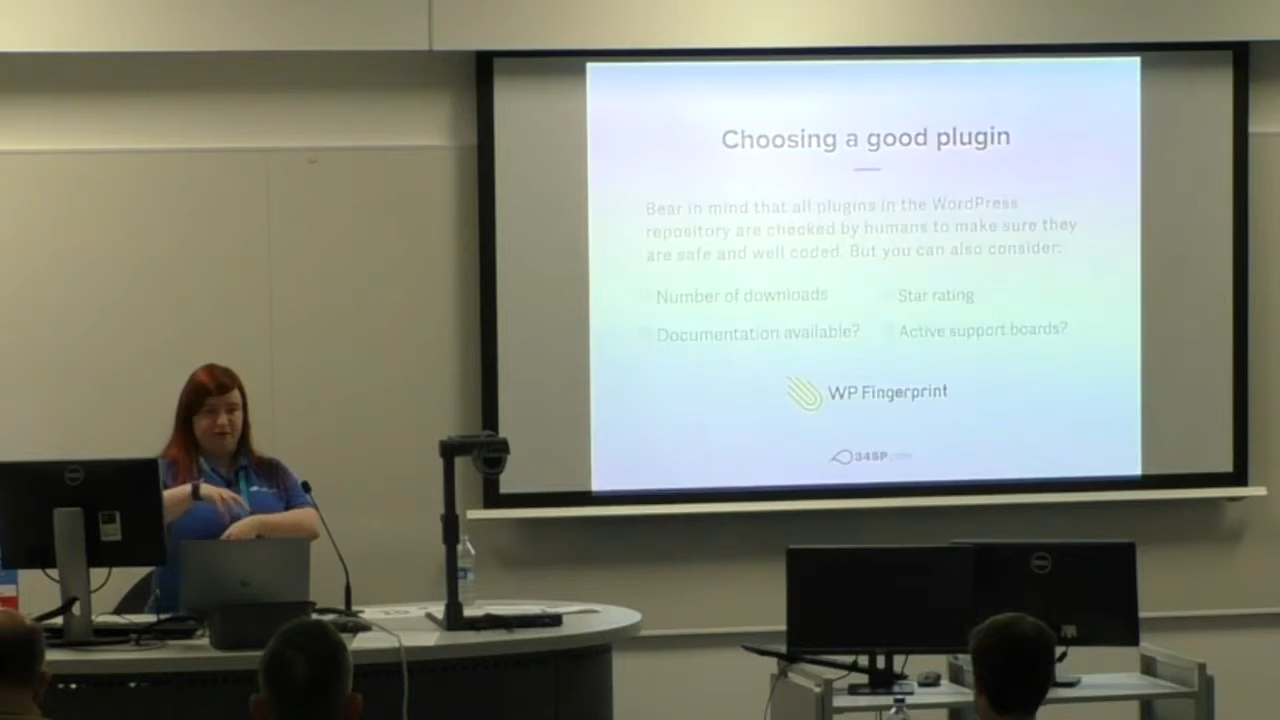 Choosing a good plugin
Bear in mind that all plugins in the WordPress
repository are checked by humans to make sure they
are safe and well coded. But you can also consider:
Number of downloads
Star rating
Documentation available?
Active support boards?
WP Fingerprint
34SP.com
DELL
DELL